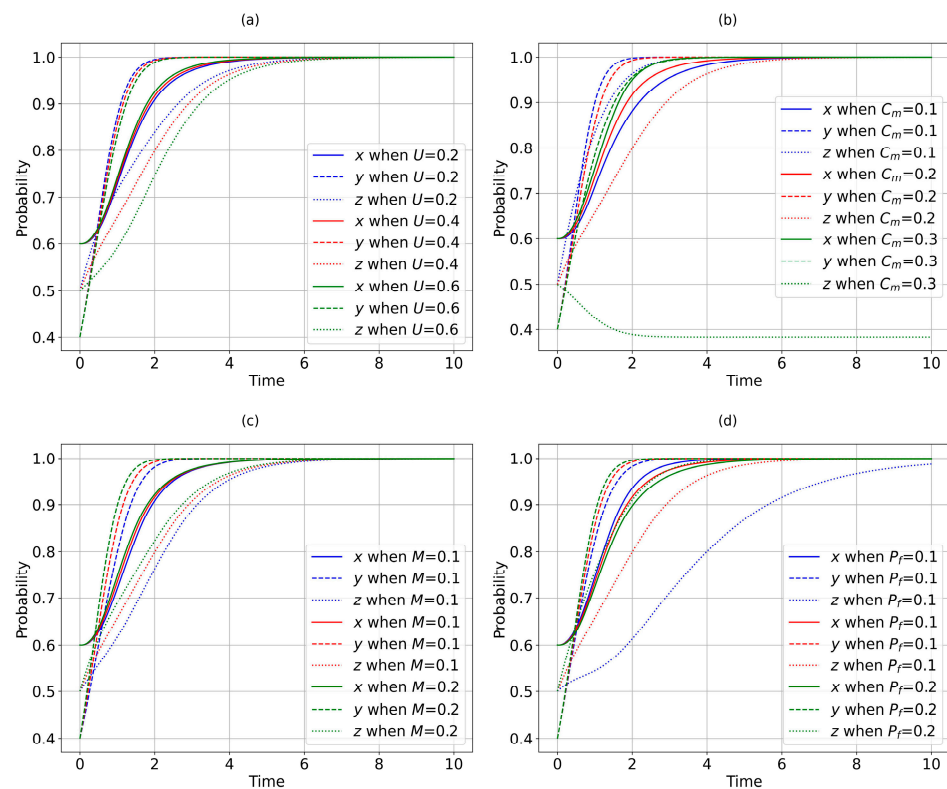 (a)
1.0
0.9
0.8
0.7
0.6
0.5
0.4
Probability
0 2 4 6 8 10
Time
x when U=0.2
y when U=0.2
z when U=0.2
x when U=0.4
y when U=0.4
z when U=0.4
x when U=0.6
y when U=0.6
z when U=0.6
(b)
1.0
0.9
0.8
0.7
0.6
0.5
0.4
Probability
0 2 4 6 8 10
Time
x when Cm=0.1
y when Cm=0.1
z when Cm=0.1
x when Cm=0.2
y when Cm=0.2
z when Cm=0.2
x when Cm=0.3
y when Cm=0.3
z when Cm=0.3
(c)
1.0
0.9
0.8
0.7
0.6
0.5
0.4
Probability
0 2 4 6 8 10
Time
x when M=0.1
y when M=0.1
z when M=0.1
x when M=0.1
y when M=0.1
z when M=0.1
x when M=0.2
y when M=0.2
z when M=0.2
(d)
1.0
0.9
0.8
0.7
0.6
0.5
0.4
Probability
0 2 4 6 8 10
Time
x when Pf=0.1
y when Pf=0.1
z when Pf=0.1
x when Pf=0.1
y when Pf=0.1
z when Pf=0.1
x when Pf=0.2
y when Pf=0.2
z when Pf=0.2